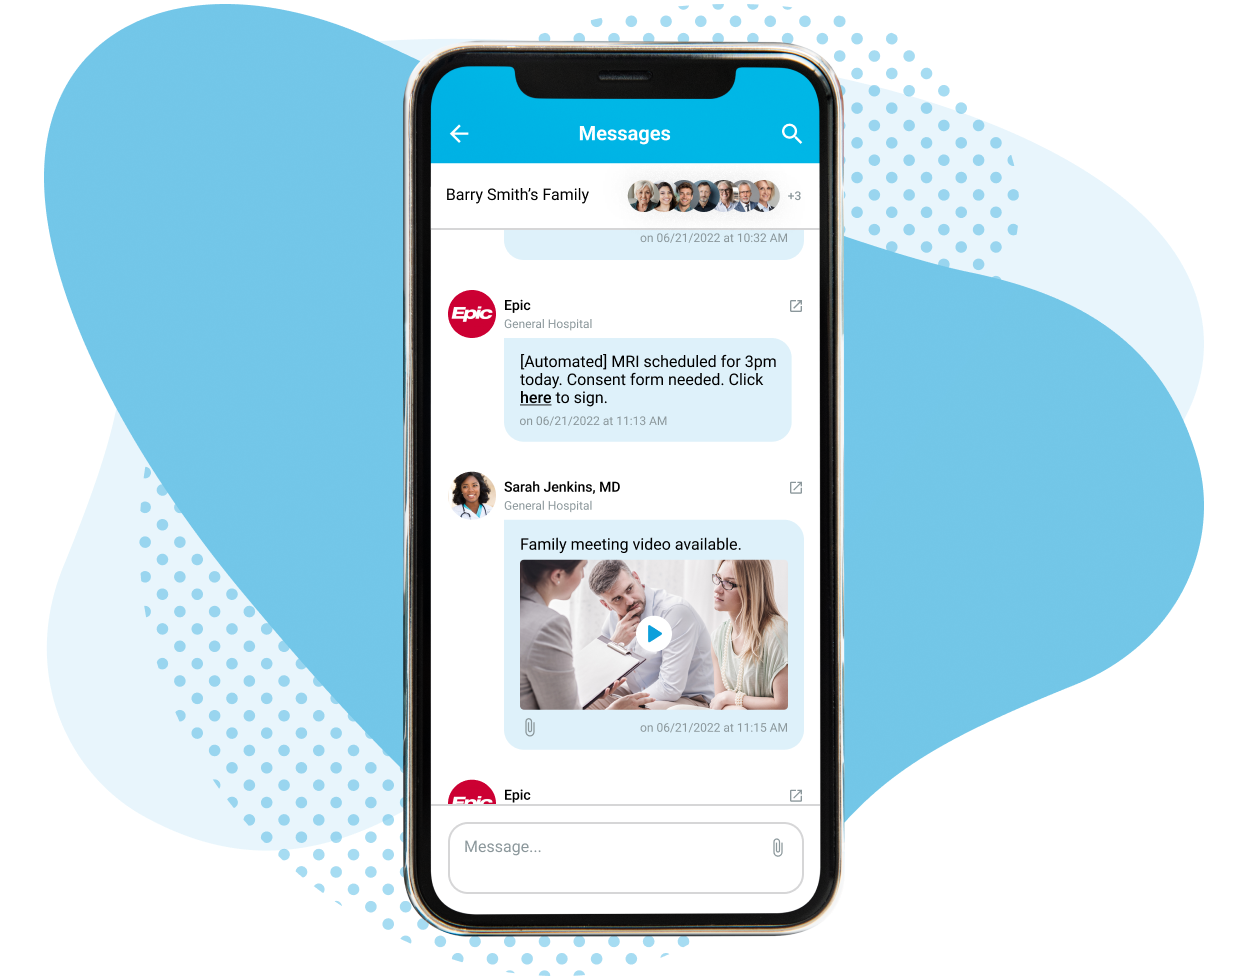 Messages
Barry Smith's Family
+3
on 06/21/2022 at 10:32 AM
Epic
Epic
General Hospital
[Automated] MRI scheduled for 3pm
today. Consent form needed. Click
here to sign.
on 06/21/2022 at 11:13 AM
Sarah Jenkins, MD
General Hospital
Family meeting video available.
on 06/21/2022 at 11:15 AM
Epic
Epic
Message...